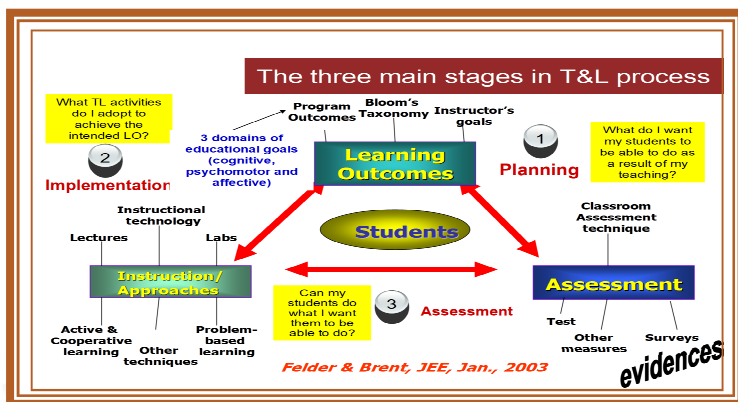 The three main stages in T&L process
What TL activities
do I adopt to
achieve the
intended LO?
2
Implementation
3 domains of
educational goals
(cognitive,
psychomotor and
affective)
Program
Outcomes
Bloom's
Taxonomy
Instructor's
goals
Learning
Outcomes
1
Planning
What do I want
my students to
be able to do as
a result of my
teaching?
Students
Instructional
technology
Lectures
Labs
Instruction/
Approaches
Active &
Cooperative
learning
Other
techniques
Problem-
based
learning
Can my
students do
what I want
them to be
able to do?
3
Assessment
Classroom
Assessment
technique
Assessment
Test
Other
measures
Surveys
evidences
Felder & Brent, JEE, Jan., 2003